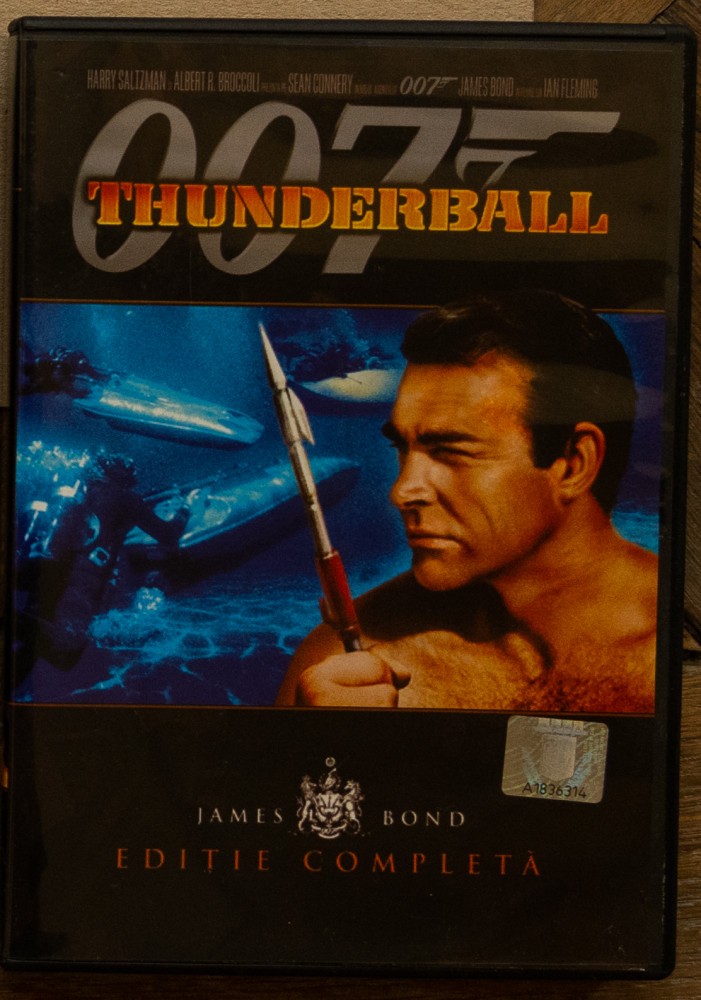 HARRY SALTZMAN ALBERT R. BROCCOLI SEAN CONNERY 007 JAMES BOND IAN FLEMING
007
THUNDERBALL
A1836314
JAMES BOND
EDIȚIE COMPLETĂ